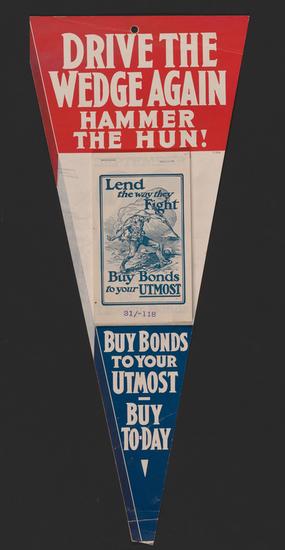 DRIVE THE
WEDGE AGAIN
HAMMER
THE HUN!
Lend
the way they
Fight
Buy Bonds
to your UTMOST
31/-118
BUY BONDS
TO YOUR
UTMOST
—
BUY
TO-DAY